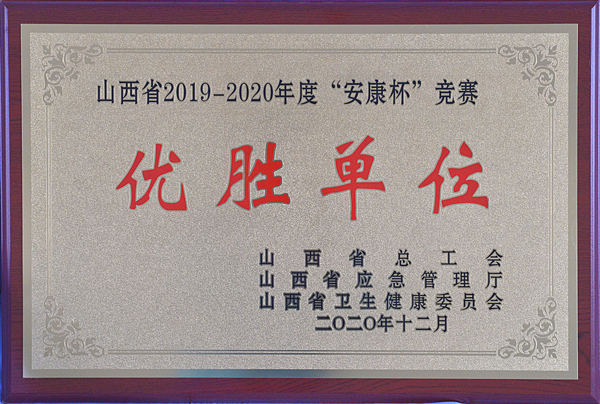 山西省2019-2020年度“安康杯”竞赛
优胜单位
山西省总工会
山西省应急管理厅
山西省卫生健康委员会
二〇二〇年十二月